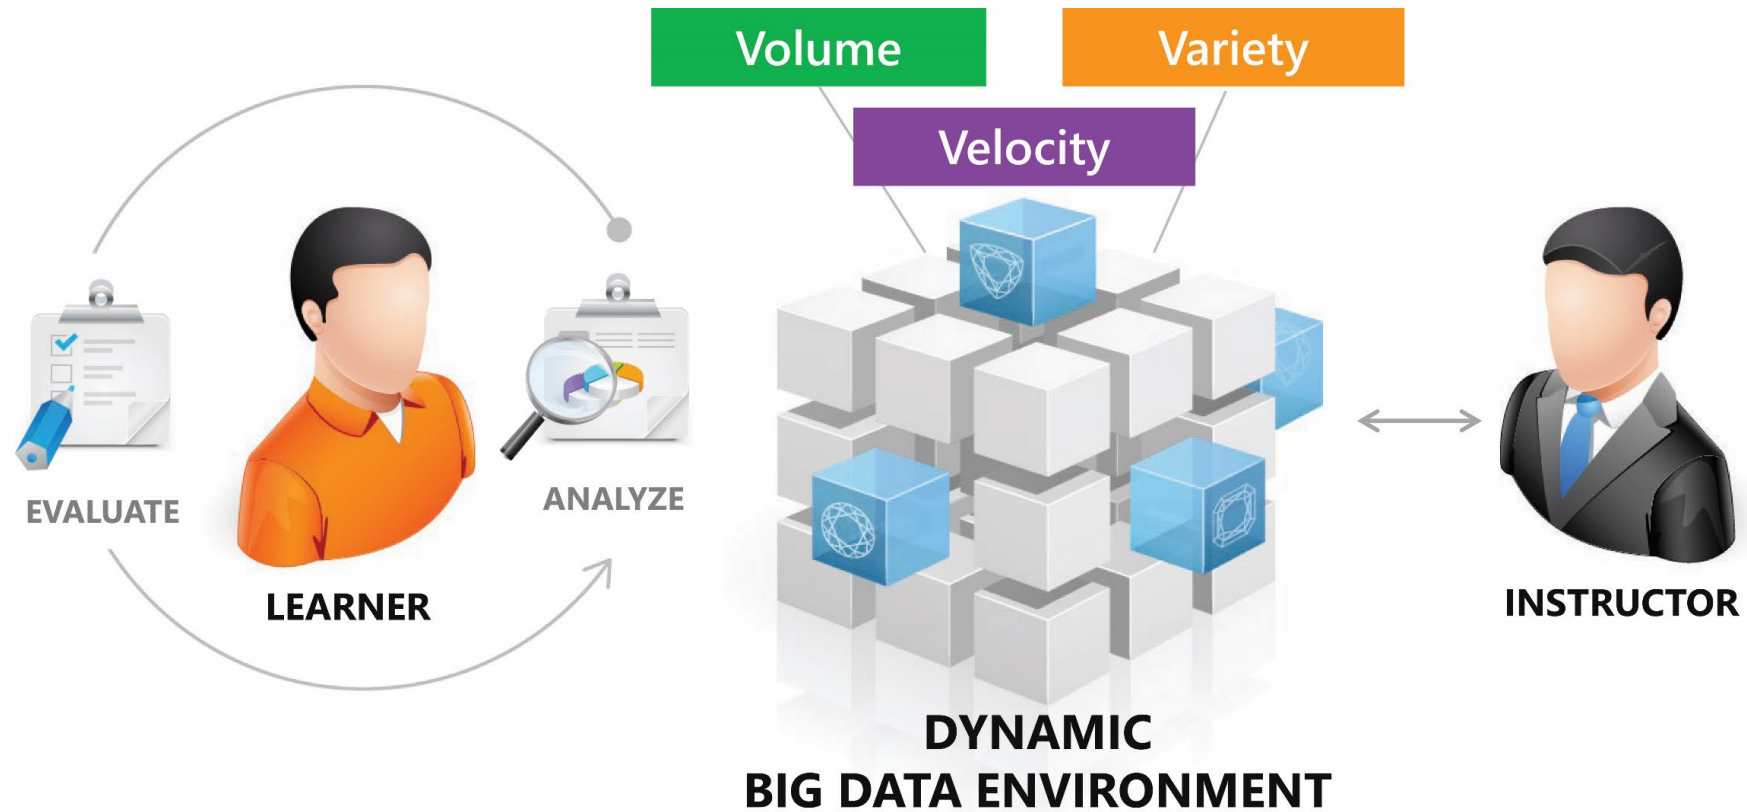 Volume
Variety
Velocity
EVALUATE
ANALYZE
LEARNER
INSTRUCTOR
DYNAMIC
BIG DATA ENVIRONMENT